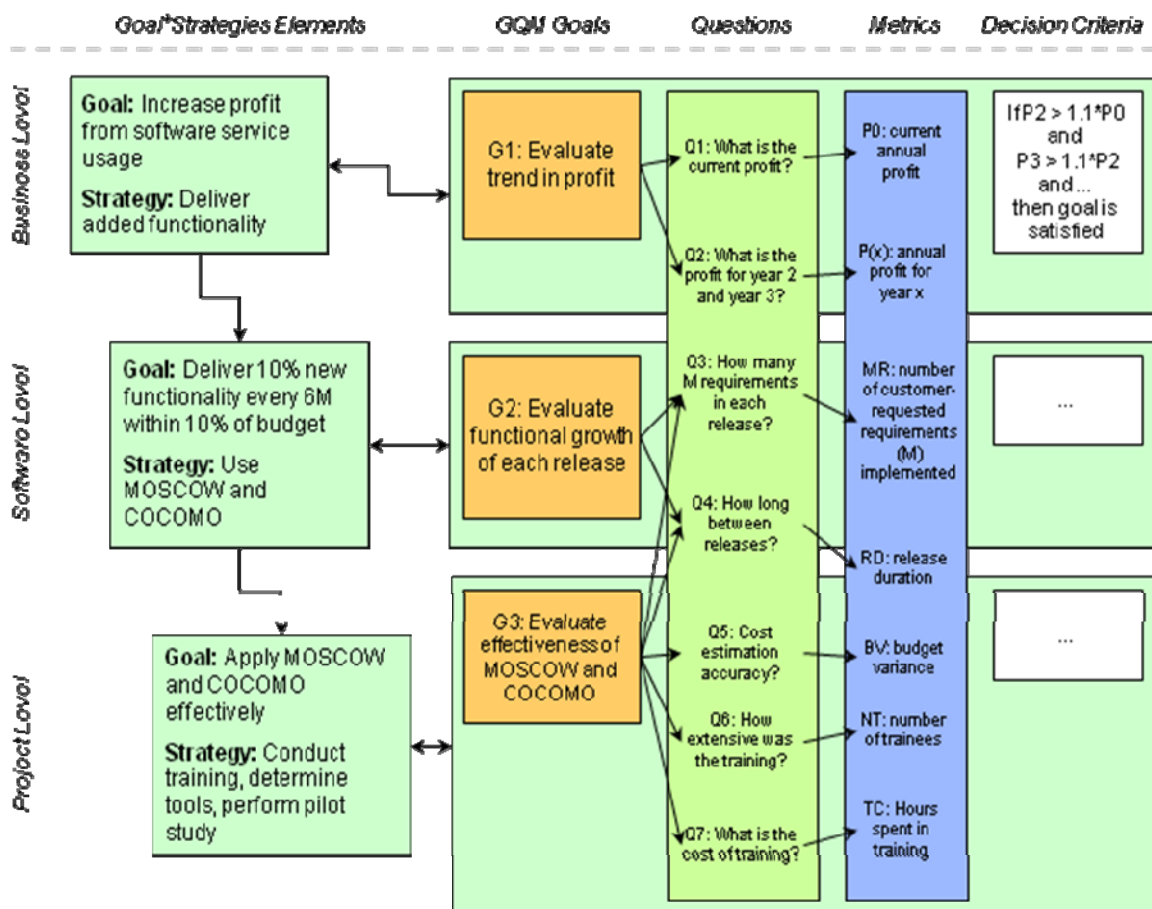 Goal+Strategies Elements
GQM Goals
Questions
Metrics
Decision Criteria
Business Level
Goal: Increase profit
from software service
usage
Strategy: Deliver
added functionality
G1: Evaluate
trend in profit
Q1: What is the
current profit?
Q2: What is the
profit for year 2
and year 3?
P0: current
annual
profit
P(x): annual
profit for
year x
If P2 > 1.1*P0
and
P3 > 1.1*P2
and ...
then goal is
satisfied
Software Level
Goal: Deliver 10% new
functionality every 6M
within 10% of budget
Strategy: Use
MOSCOW and
COCOMO
G2: Evaluate
functional growth
of each release
Q3: How many
M requirements
in each
release?
Q4: How long
between
releases?
MR: number
of customer-
requested
requirements
(M)
implemented
RD: release
duration
...
Project Level
Goal: Apply MOSCOW
and COCOMO
effectively
Strategy: Conduct
training, determine
tools, perform pilot
study
G3: Evaluate
effectiveness of
MOSCOW and
COCOMO
Q5: Cost
estimation
accuracy?
Q6: How
extensive was
the training?
Q7: What is the
cost of training?
BV: budget
variance
NT: number
of trainees
TC: Hours
spent in
training
...